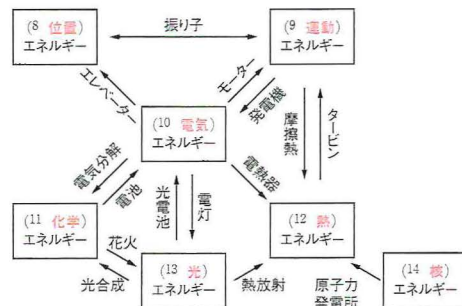 (8 位置)
エネルギー
振り子
(9 運動)
エネルギー
エレベーター
モーター
発電機
(10 電気)
エネルギー
摩擦熱
タービン
電気分解
電池
光電池
電灯
電熱器
(11 化学)
エネルギー
(12 熱)
エネルギー
花火
光合成
(13 光)
エネルギー
熱放射
原子力
発電所
(14 核)
エネルギー